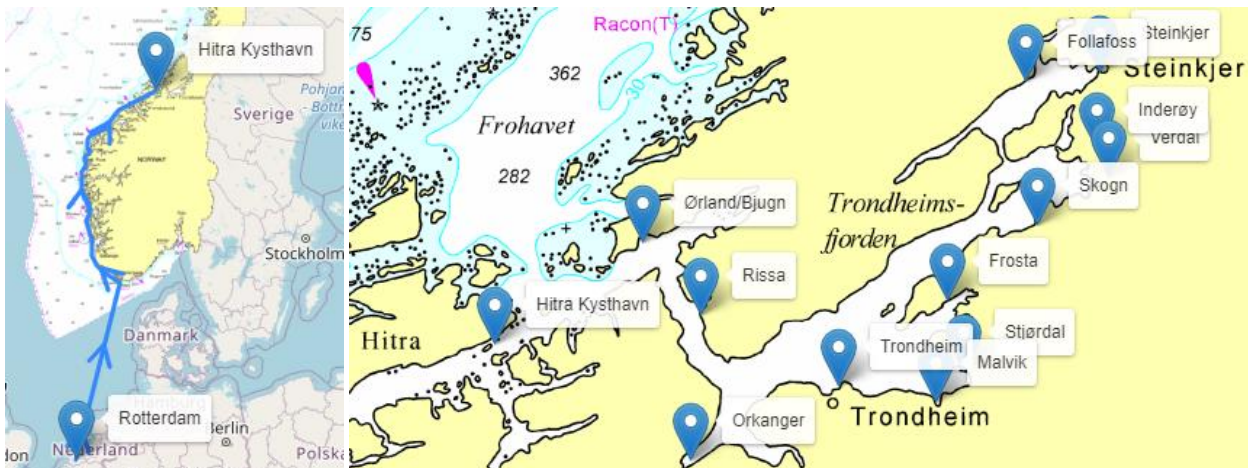 Hitra Kysthavn
Sverige
Pohjan-
Bottn
vike
NORWAY
Stockholm
Danmark
Hamburg
Rotterdam
Berlin
Nederland
Polska
don
75
Racon(T)
362
30
Frohavet
282
Follafoss
Steinkjer
Steinkjer
Inderøy
Verdal
Skogn
Ørland/Bjugn
Trondheims-
fjorden
Frosta
Rissa
Hitra Kysthavn
Hitra
Stjørdal
Trondheim
Malvik
Orkanger
Trondheim